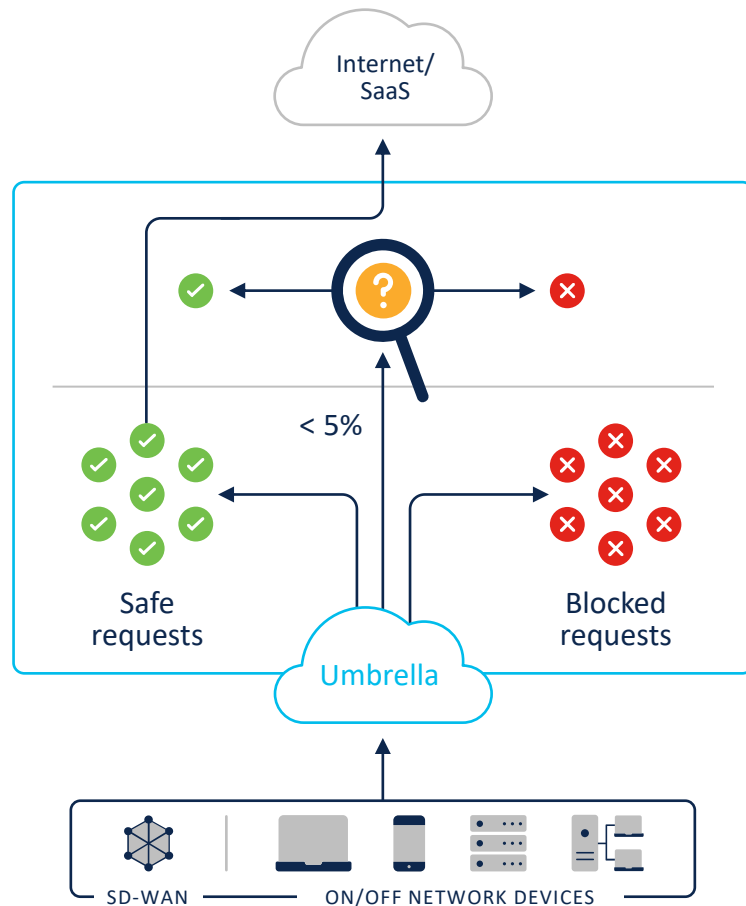 Internet/
SaaS
?
< 5%
Safe
requests
Blocked
requests
Umbrella
SD-WAN
ON/OFF NETWORK DEVICES